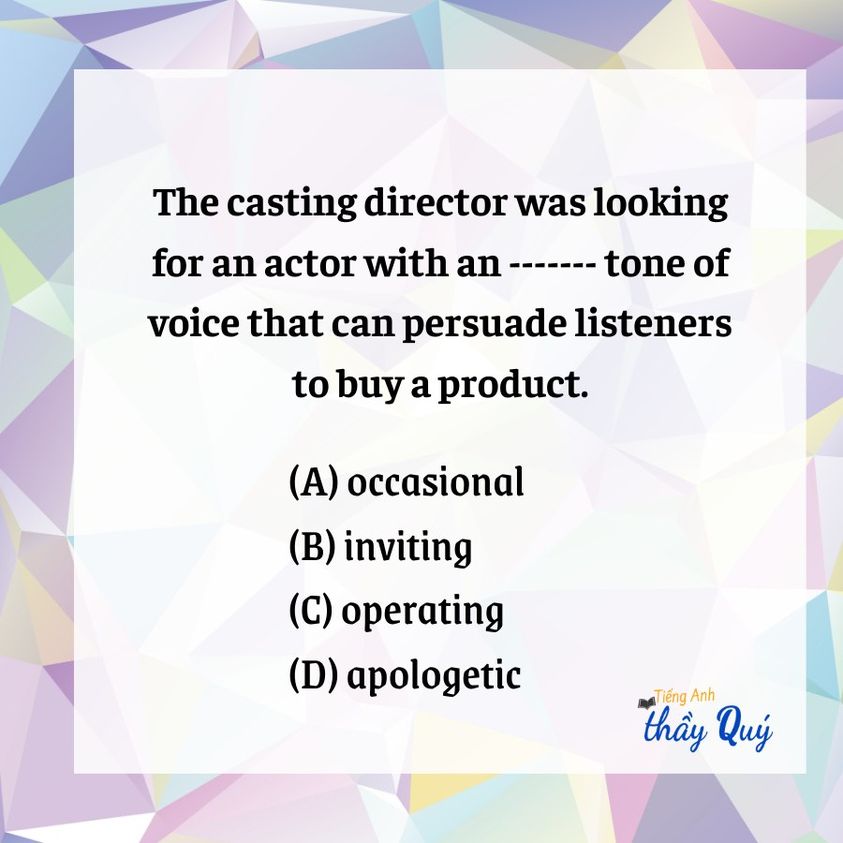 The casting director was looking
for an actor with an ------- tone of
voice that can persuade listeners
to buy a product.
(A) occasional
(B) inviting
(C) operating
(D) apologetic
Tiếng Anh
thầy Quý